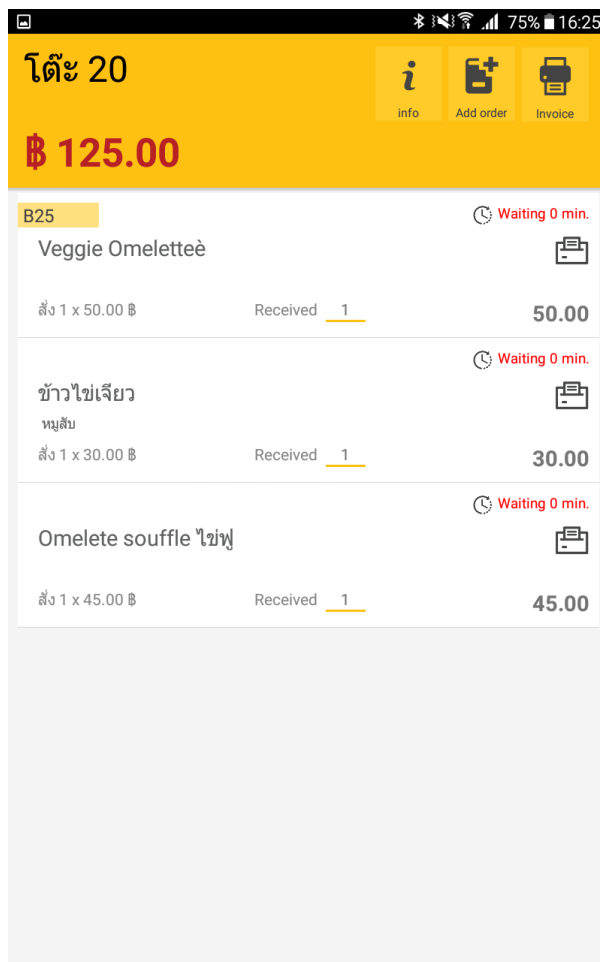 75% 16:25
โต๊ะ 20
info
Add order
Invoice
฿ 125.00
B25
Waiting 0 min.
Veggie Omeletteè
สั่ง 1 x 50.00 ฿ Received 1 50.00
Waiting 0 min.
ข้าวไข่เจียว
หมูสับ
สั่ง 1 x 30.00 ฿ Received 1 30.00
Waiting 0 min.
Omelete souffle ไข่ฟู
สั่ง 1 x 45.00 ฿ Received 1 45.00